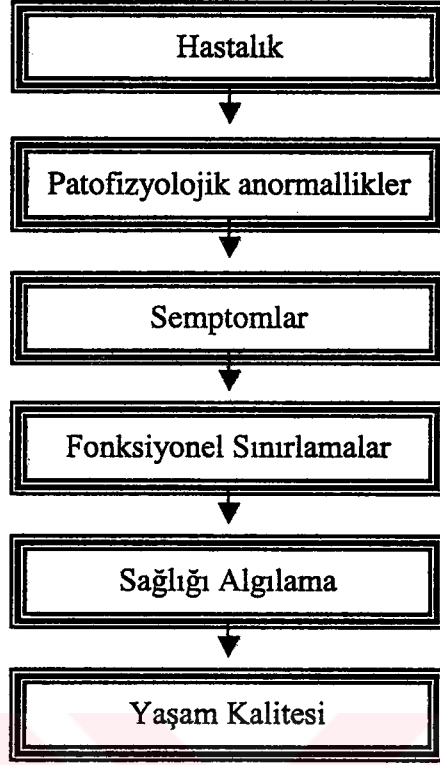 Hastalık
Patofizyolojik anormallikler
Semptomlar
Fonksiyonel Sınırlamalar
Sağlığı Algılama
Yaşam Kalitesi